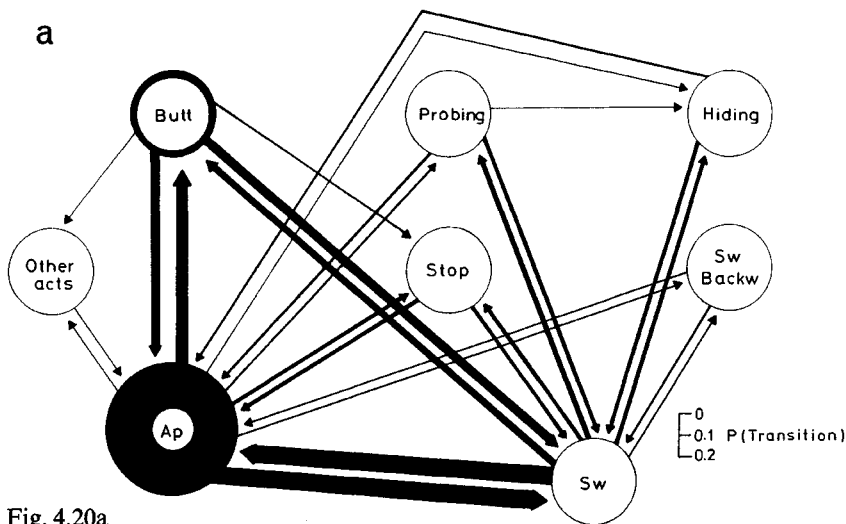 a
Butt
Probing
Hiding
Other
acts
Stop
Sw
Backw
Ap
Sw
0
0.1 P (Transition)
0.2
Fig. 4.20a